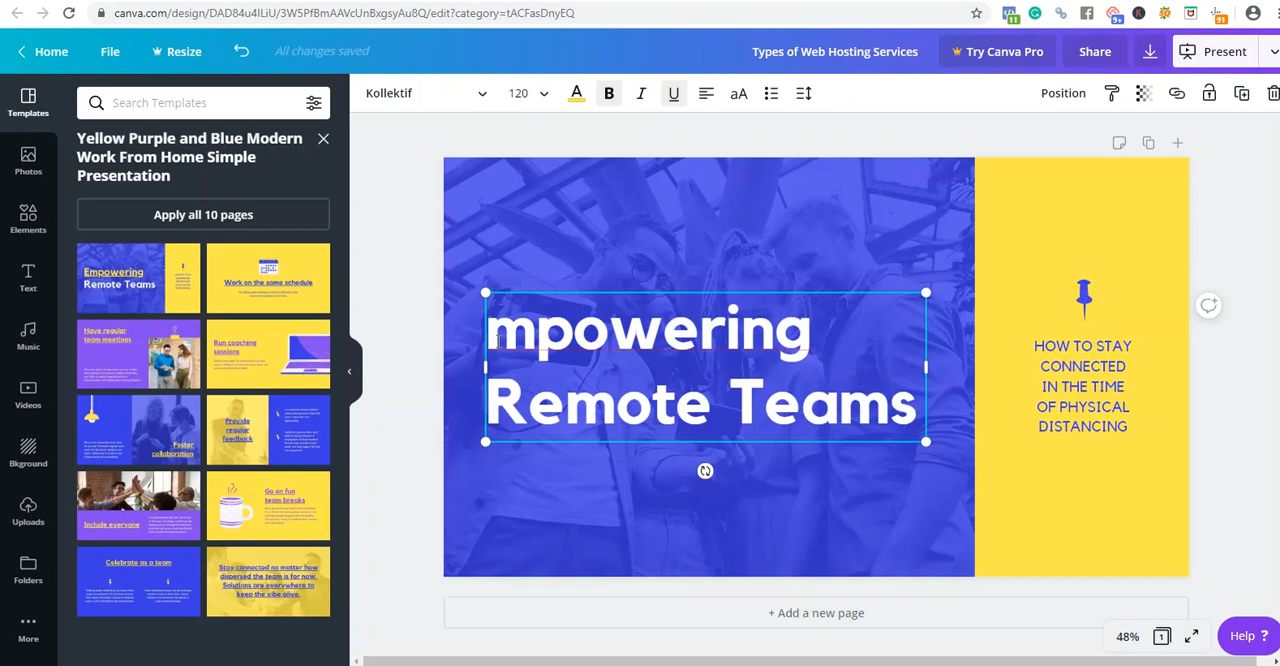 canva.com/design/DAD84u4ILiU/3W5PfBmAAVcUnBxgsyAu8Q/edit?category=tACFasDnyEQ
11
9+
91
Home
File
Resize
All changes saved
Types of Web Hosting Services
Try Canva Pro
Share
Present
Templates
Photos
Elements
Text
Music
Videos
Bkground
Uploads
Folders
More
Search Templates
Yellow Purple and Blue Modern
Work From Home Simple
Presentation
Apply all 10 pages
Empowering
Remote Teams
Work on the same schedule
Have regular
team meetings
Run coaching
sessions
Foster
collaboration
Provide
regular
feedback
Include everyone
Go on fun
team breaks
Celebrate as a team
Stay connected no matter how
dispersed the team is for now.
Solutions are everywhere to
keep the vibe alive.
Kollektif
120
A
B
I
U
aA
Position
mpowering
Remote Teams
HOW TO STAY
CONNECTED
IN THE TIME
OF PHYSICAL
DISTANCING
+ Add a new page
48%
1
Help ?